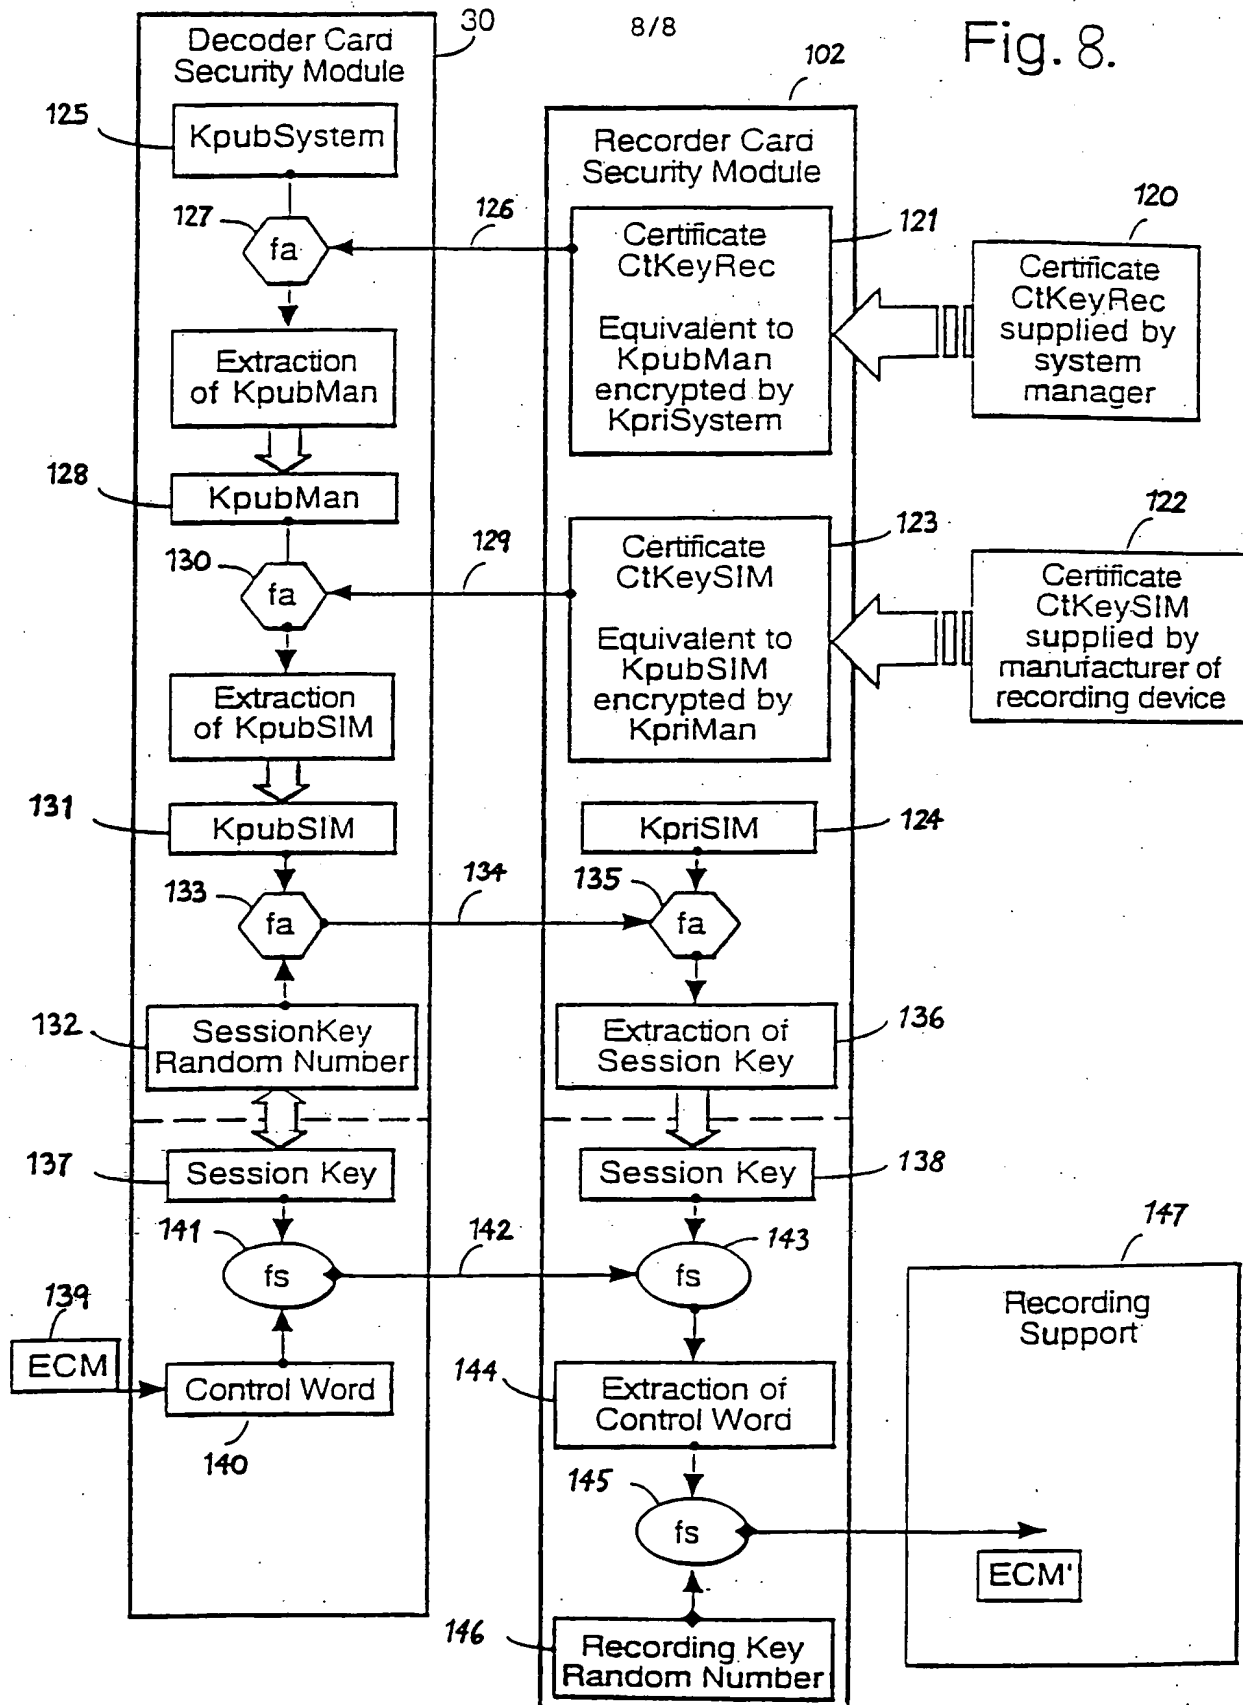 8/8
Fig. 8.
30
Decoder Card
Security Module
125
KpubSystem
127
fa
126
Extraction
of KpubMan
128
KpubMan
130
fa
129
Extraction
of KpubSIM
131
KpubSIM
133
fa
134
132
SessionKey
Random Number
137
Session Key
141
fs
142
139
ECM
Control Word
140
102
Recorder Card
Security Module
121
Certificate
CtKeyRec
Equivalent to
KpubMan
encrypted by
KpriSystem
120
Certificate
CtKeyRec
supplied by
system
manager
123
Certificate
CtKeySIM
Equivalent to
KpubSIM
encrypted by
KpriMan
122
Certificate
CtKeySIM
supplied by
manufacturer of
recording device
KpriSIM
124
135
fa
Extraction of
Session Key
136
Session Key
138
143
fs
144
Extraction of
Control Word
145
fs
146
Recording Key
Random Number
147
Recording
Support
ECM'